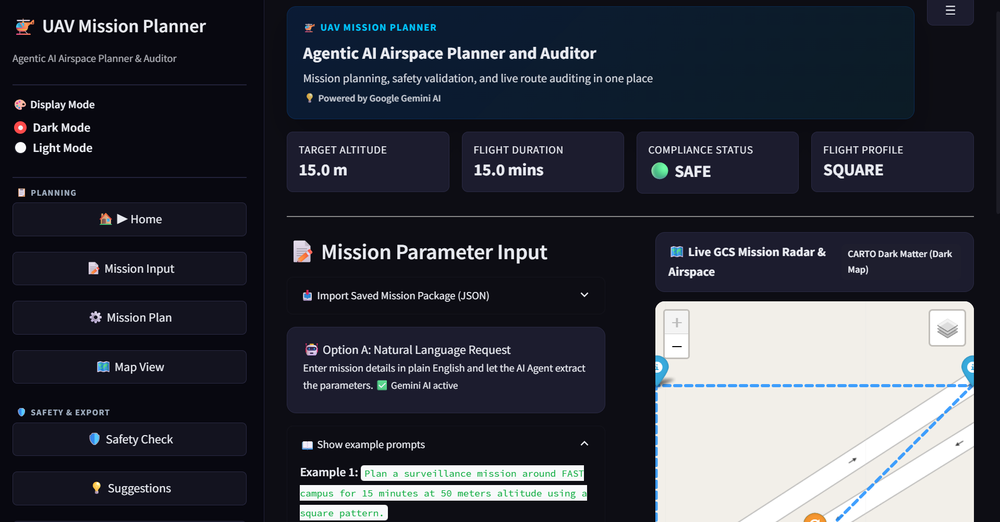 UAV Mission Planner
Agentic AI Airspace Planner & Auditor
Display Mode
Dark Mode
Light Mode
PLANNING
Home
Mission Input
Mission Plan
Map View
SAFETY & EXPORT
Safety Check
Suggestions
UAV MISSION PLANNER
Agentic AI Airspace Planner and Auditor
Mission planning, safety validation, and live route auditing in one place
Powered by Google Gemini AI
TARGET ALTITUDE
15.0 m
FLIGHT DURATION
15.0 mins
COMPLIANCE STATUS
SAFE
FLIGHT PROFILE
SQUARE
Mission Parameter Input
Import Saved Mission Package (JSON)
Option A: Natural Language Request
Enter mission details in plain English and let the AI Agent extract
the parameters. ✅ Gemini AI active
Show example prompts
Example 1: Plan a surveillance mission around FAST
campus for 15 minutes at 50 meters altitude using a
square pattern.
Live GCS Mission Radar &
Airspace
CARTO Dark Matter (Dark
Map)
+
−